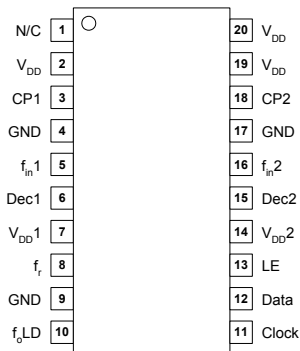 N/C 1 20 VDD
VDD 2 19 VDD
CP1 3 18 CP2
GND 4 17 GND
fin1 5 16 fin2
Dec1 6 15 Dec2
VDD1 7 14 VDD2
fr 8 13 LE
GND 9 12 Data
foLD 10 11 Clock